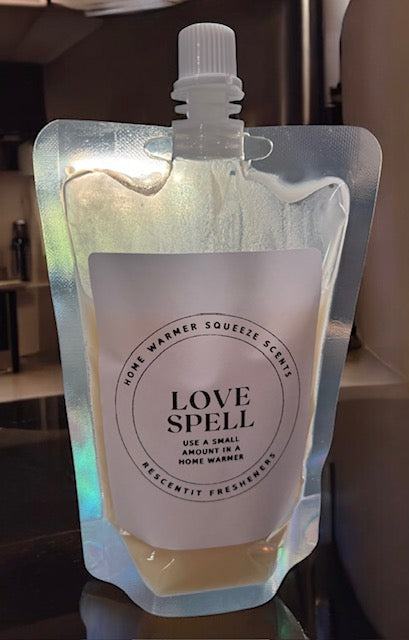 HOME WARMER SQUEEZE SCENTS
LOVE
SPELL
USE A SMALL
AMOUNT IN A
HOME WARMER
RESCENTIT FRESHENERS